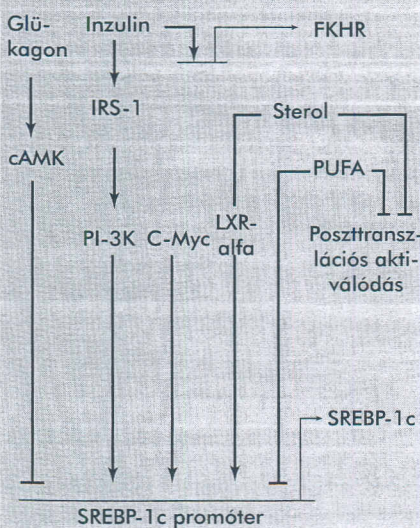 Glü-
kagon
Inzulin
FKHR
IRS-1
Sterol
cAMK
PUFA
PI-3K
C-Myc
LXR-
alfa
Poszttransz-
lációs akti-
válódás
SREBP-1c
SREBP-1c promóter